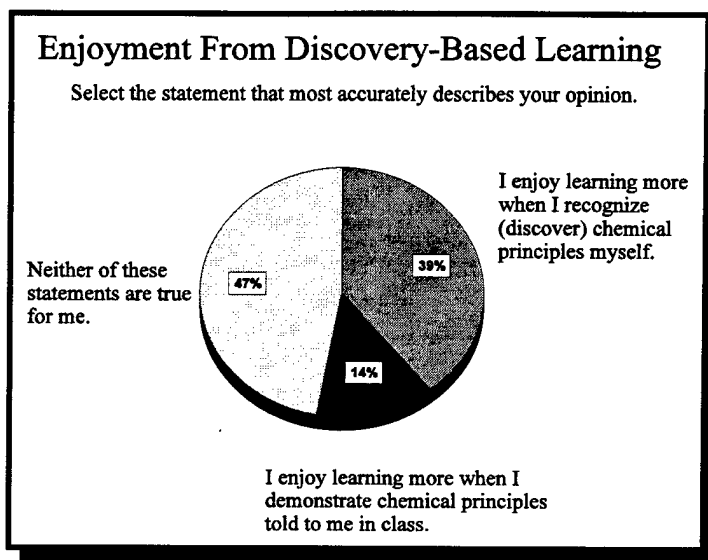 Enjoyment From Discovery-Based Learning
Select the statement that most accurately describes your opinion.
I enjoy learning more
when I recognize
(discover) chemical
principles myself.
39%
Neither of these
statements are true
for me.
47%
14%
I enjoy learning more when I
demonstrate chemical principles
told to me in class.